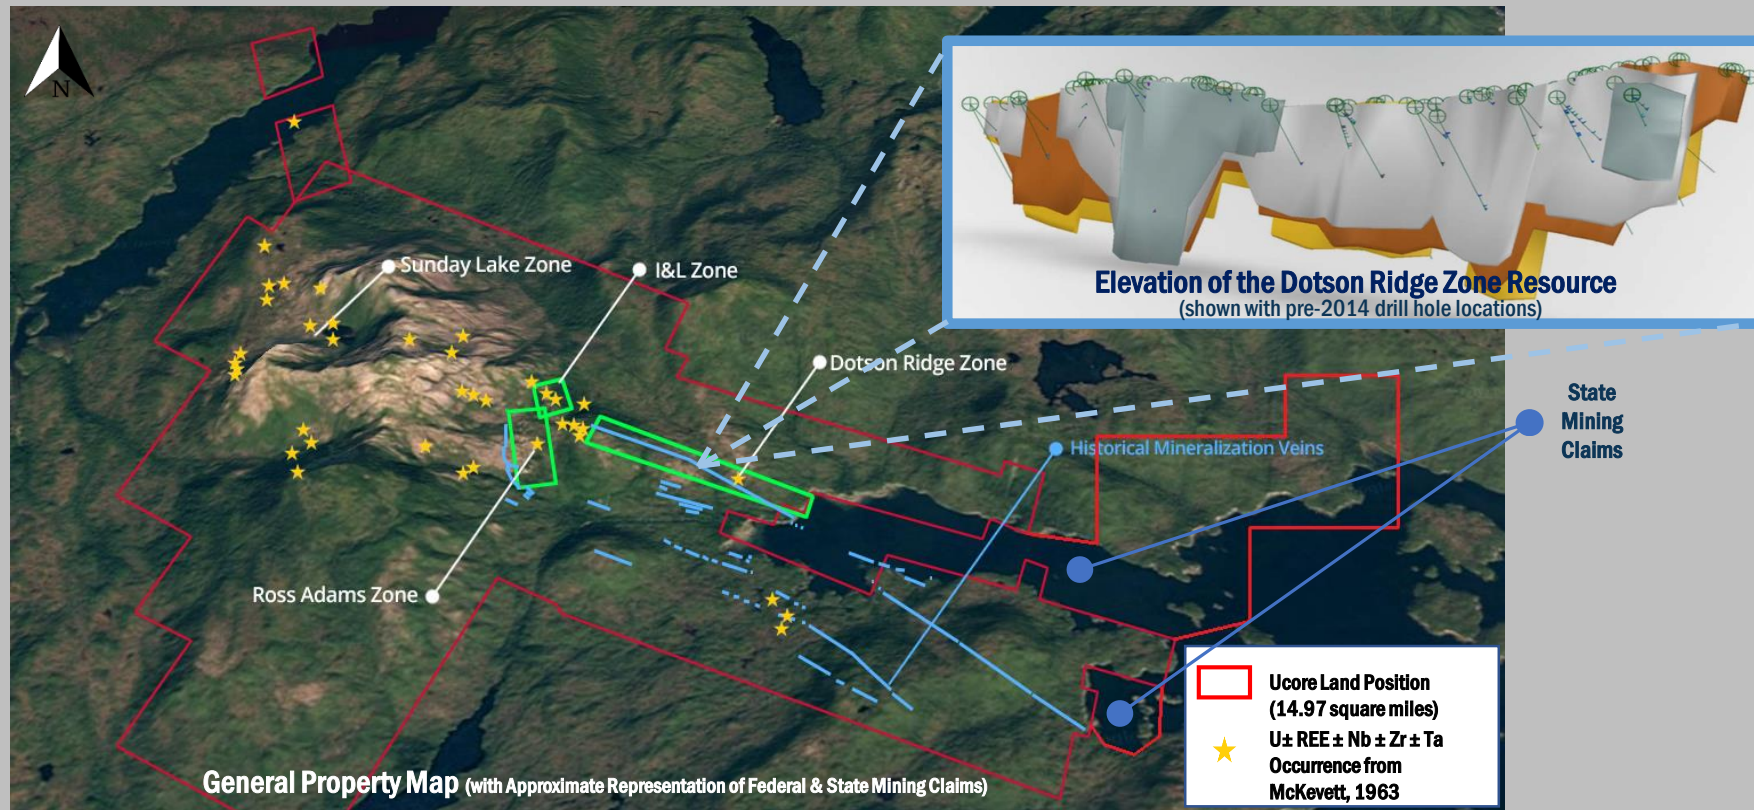 N
Sunday Lake Zone
I&L Zone
Dotson Ridge Zone
Historical Mineralization Veins
Ross Adams Zone
Elevation of the Dotson Ridge Zone Resource
(shown with pre-2014 drill hole locations)
State
Mining
Claims
Ucore Land Position
(14.97 square miles)
U± REE ± Nb ± Zr ± Ta
Occurrence from
McKevett, 1963
General Property Map (with Approximate Representation of Federal & State Mining Claims)